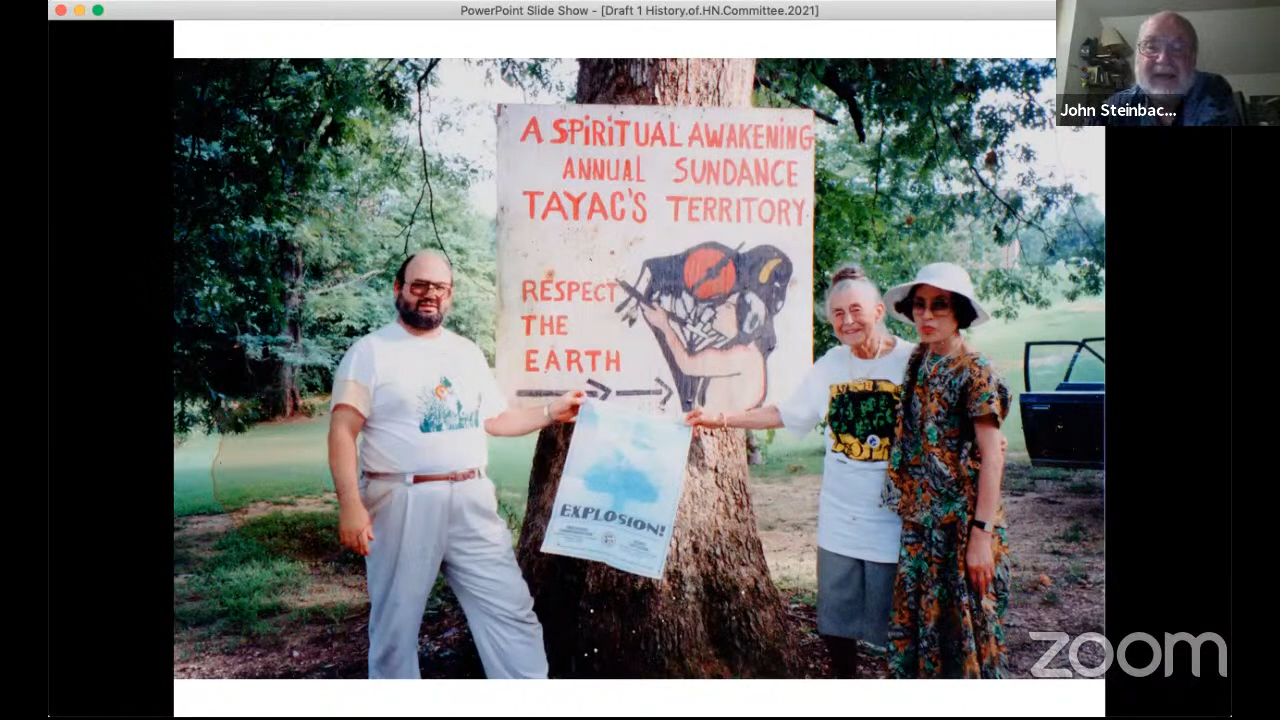 PowerPoint Slide Show - [Draft 1 History.of.HN.Committee.2021]
John Steinbac...
A SPIRITUAL AWAKENING
ANNUAL SUNDANCE
TAYAC'S TERRITORY
RESPECT
THE
EARTH
EXPLOSION!
zoom